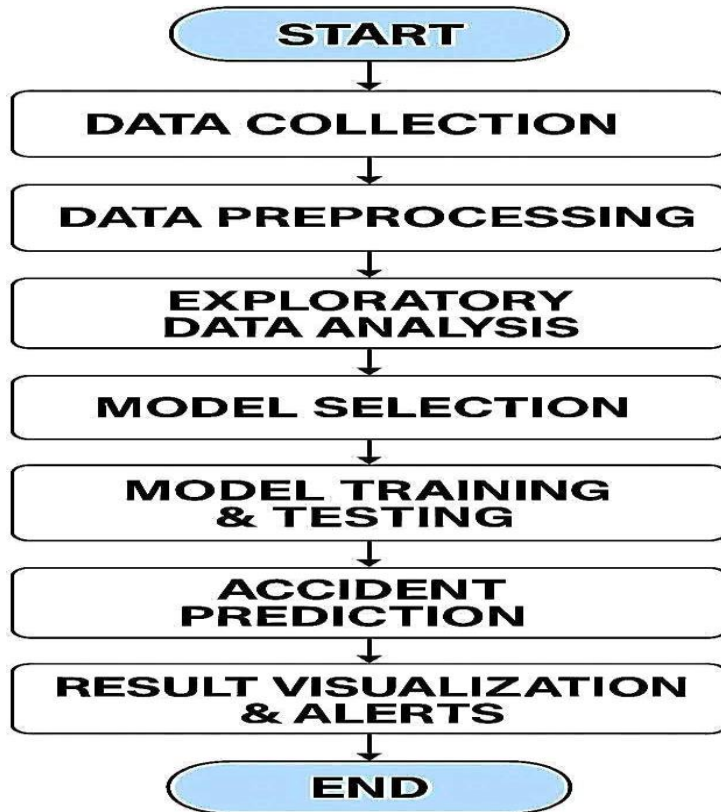 START
DATA COLLECTION
DATA PREPROCESSING
EXPLORATORY
DATA ANALYSIS
MODEL SELECTION
MODEL TRAINING
& TESTING
ACCIDENT
PREDICTION
RESULT VISUALIZATION
& ALERTS
END